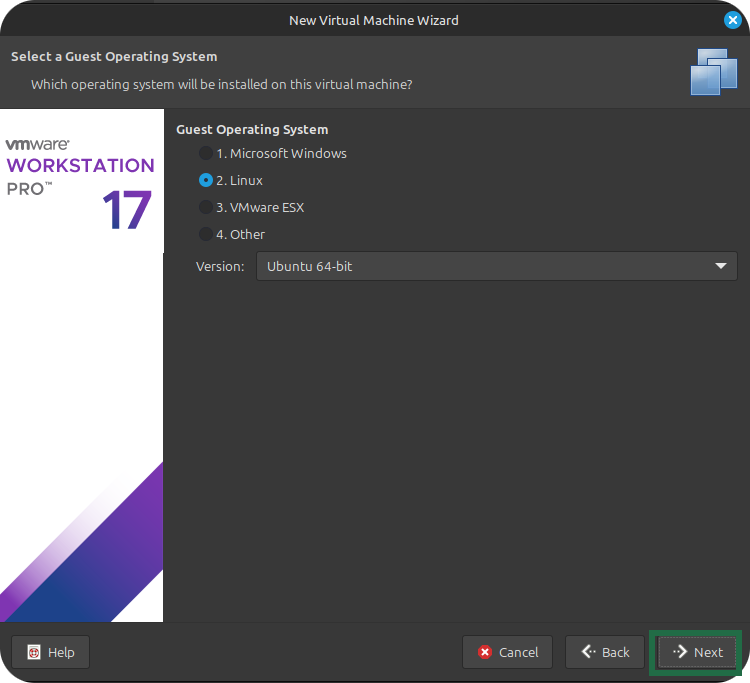 New Virtual Machine Wizard
Select a Guest Operating System
Which operating system will be installed on this virtual machine?
vmware®
WORKSTATION
PRO™
17
Guest Operating System
1. Microsoft Windows
2. Linux
3. VMware ESX
4. Other
Version: Ubuntu 64-bit
Help Cancel Back Next